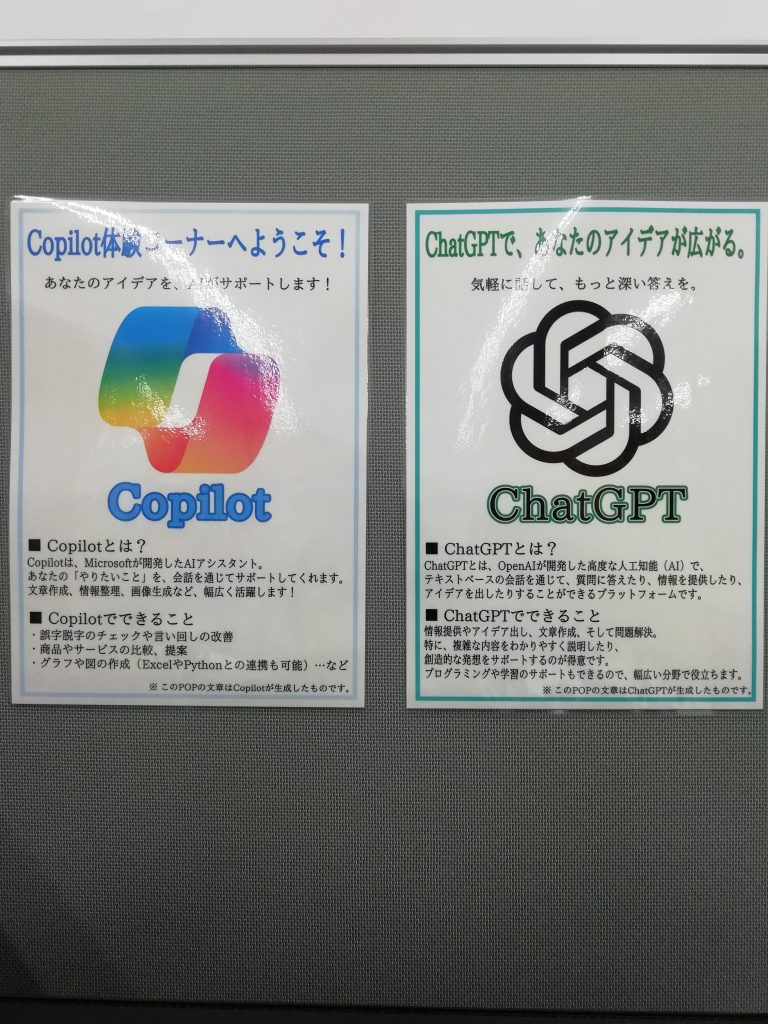 Copilot体験コーナーへようこそ！
あなたのアイデアを、AIがサポートします！
Copilot
■ Copilotとは？
Copilotは、Microsoftが開発したAIアシスタント。
あなたの「やりたいこと」を、会話を通じてサポートしてくれます。
文章作成、情報整理、画像生成など、幅広く活躍します！
■ Copilotでできること
・誤字脱字のチェックや言い回しの改善
・商品やサービスの比較、提案
・グラフや図の作成（ExcelやPythonとの連携も可能）…など
※ このPOPの文章はCopilotが生成したものです。
ChatGPTで、あなたのアイデアが広がる。
気軽に話して、もっと深い答えを。
ChatGPT
■ ChatGPTとは？
ChatGPTとは、OpenAIが開発した高度な人工知能（AI）で、
テキストベースの会話を通じて、質問に答えたり、情報を提供したり、
アイデアを出したりすることができるプラットフォームです。
■ ChatGPTでできること
情報提供やアイデア出し、文章作成、そして問題解決。
特に、複雑な内容をわかりやすく説明したり、
創造的な発想をサポートするのが得意です。
プログラミングや学習のサポートもできるので、幅広い分野で役立ちます。
※ このPOPの文章はChatGPTが生成したものです。